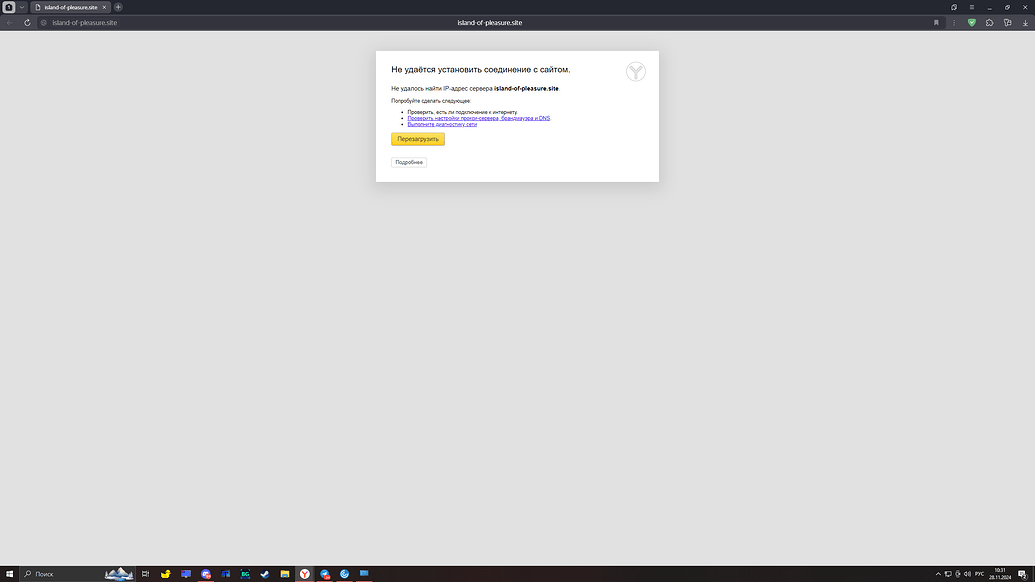 island-of-pleasure.site
island-of-pleasure.site
island-of-pleasure.site
Не удаётся установить соединение с сайтом.
Не удалось найти IP-адрес сервера island-of-pleasure.site.
Попробуйте сделать следующее:
Проверить, есть ли подключение к интернету.
Проверить настройки прокси-сервера, брандмауэра и DNS.
Выполните диагностику сети
Перезагрузить
Подробнее
Поиск
BG
РУС
10:31
28.11.2024